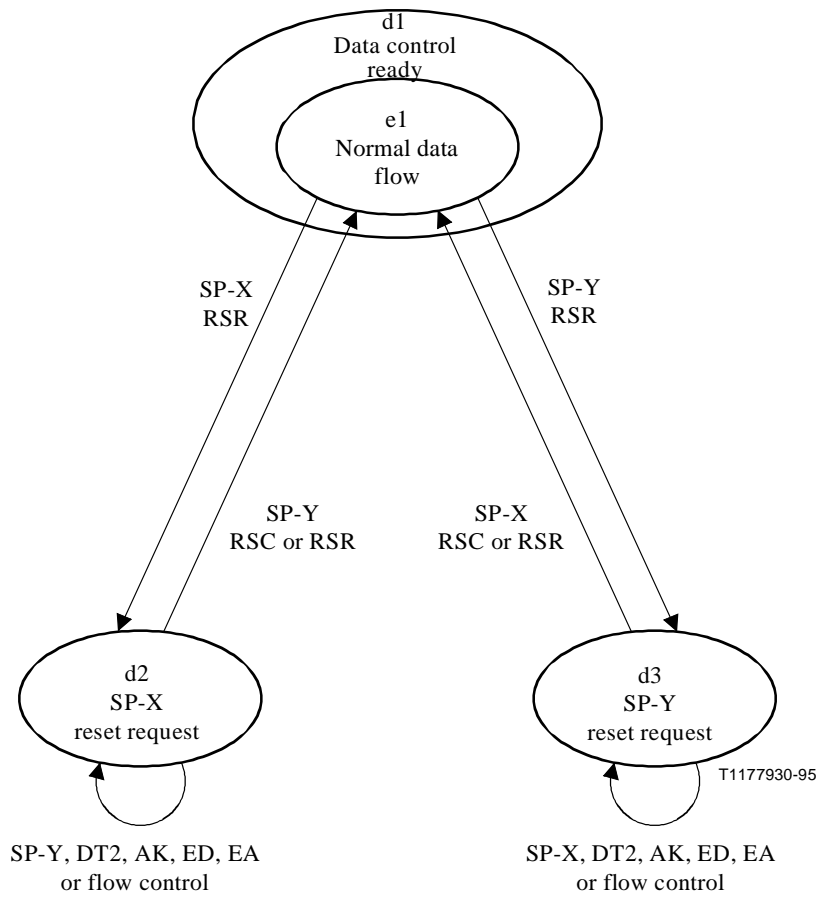 d1
Data control
ready
e1
Normal data
flow
SP-X
RSR
SP-Y
RSR
SP-Y
RSC or RSR
SP-X
RSC or RSR
d2
SP-X
reset request
d3
SP-Y
reset request
T1177930-95
SP-Y, DT2, AK, ED, EA
or flow control
SP-X, DT2, AK, ED, EA
or flow control